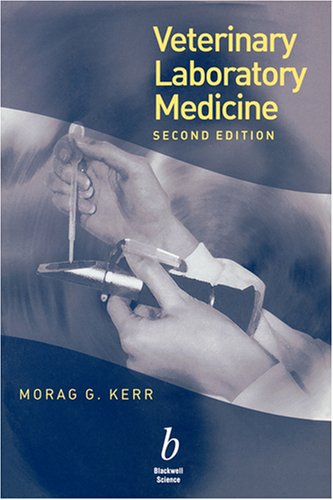 Veterinary
Laboratory
Medicine
SECOND EDITION
MORAG G. KERR
b
Blackwell
Science